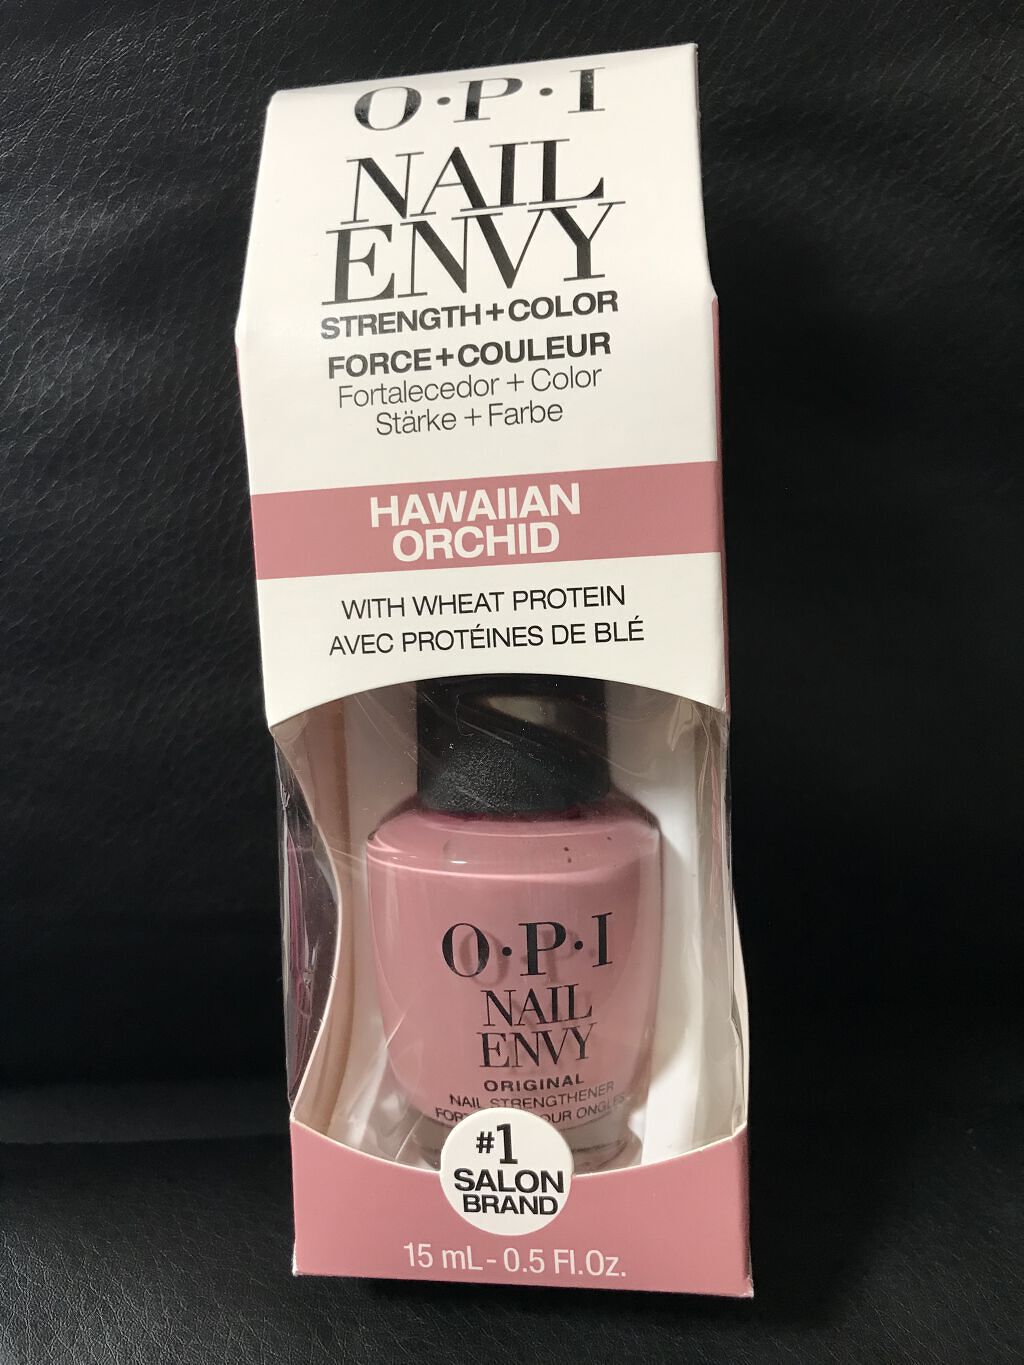 O·P·I
NAIL
ENVY
STRENGTH+COLOR
FORCE+COULEUR
Fortalecedor + Color
Stärke + Farbe
HAWAIIAN
ORCHID
WITH WHEAT PROTEIN
AVEC PROTÉINES DE BLÉ
O·P·I
NAIL
ENVY
ORIGINAL
NAIL STRENGTHENER
ONGLES
#1
SALON
BRAND
15 mL - 0.5 Fl.Oz.